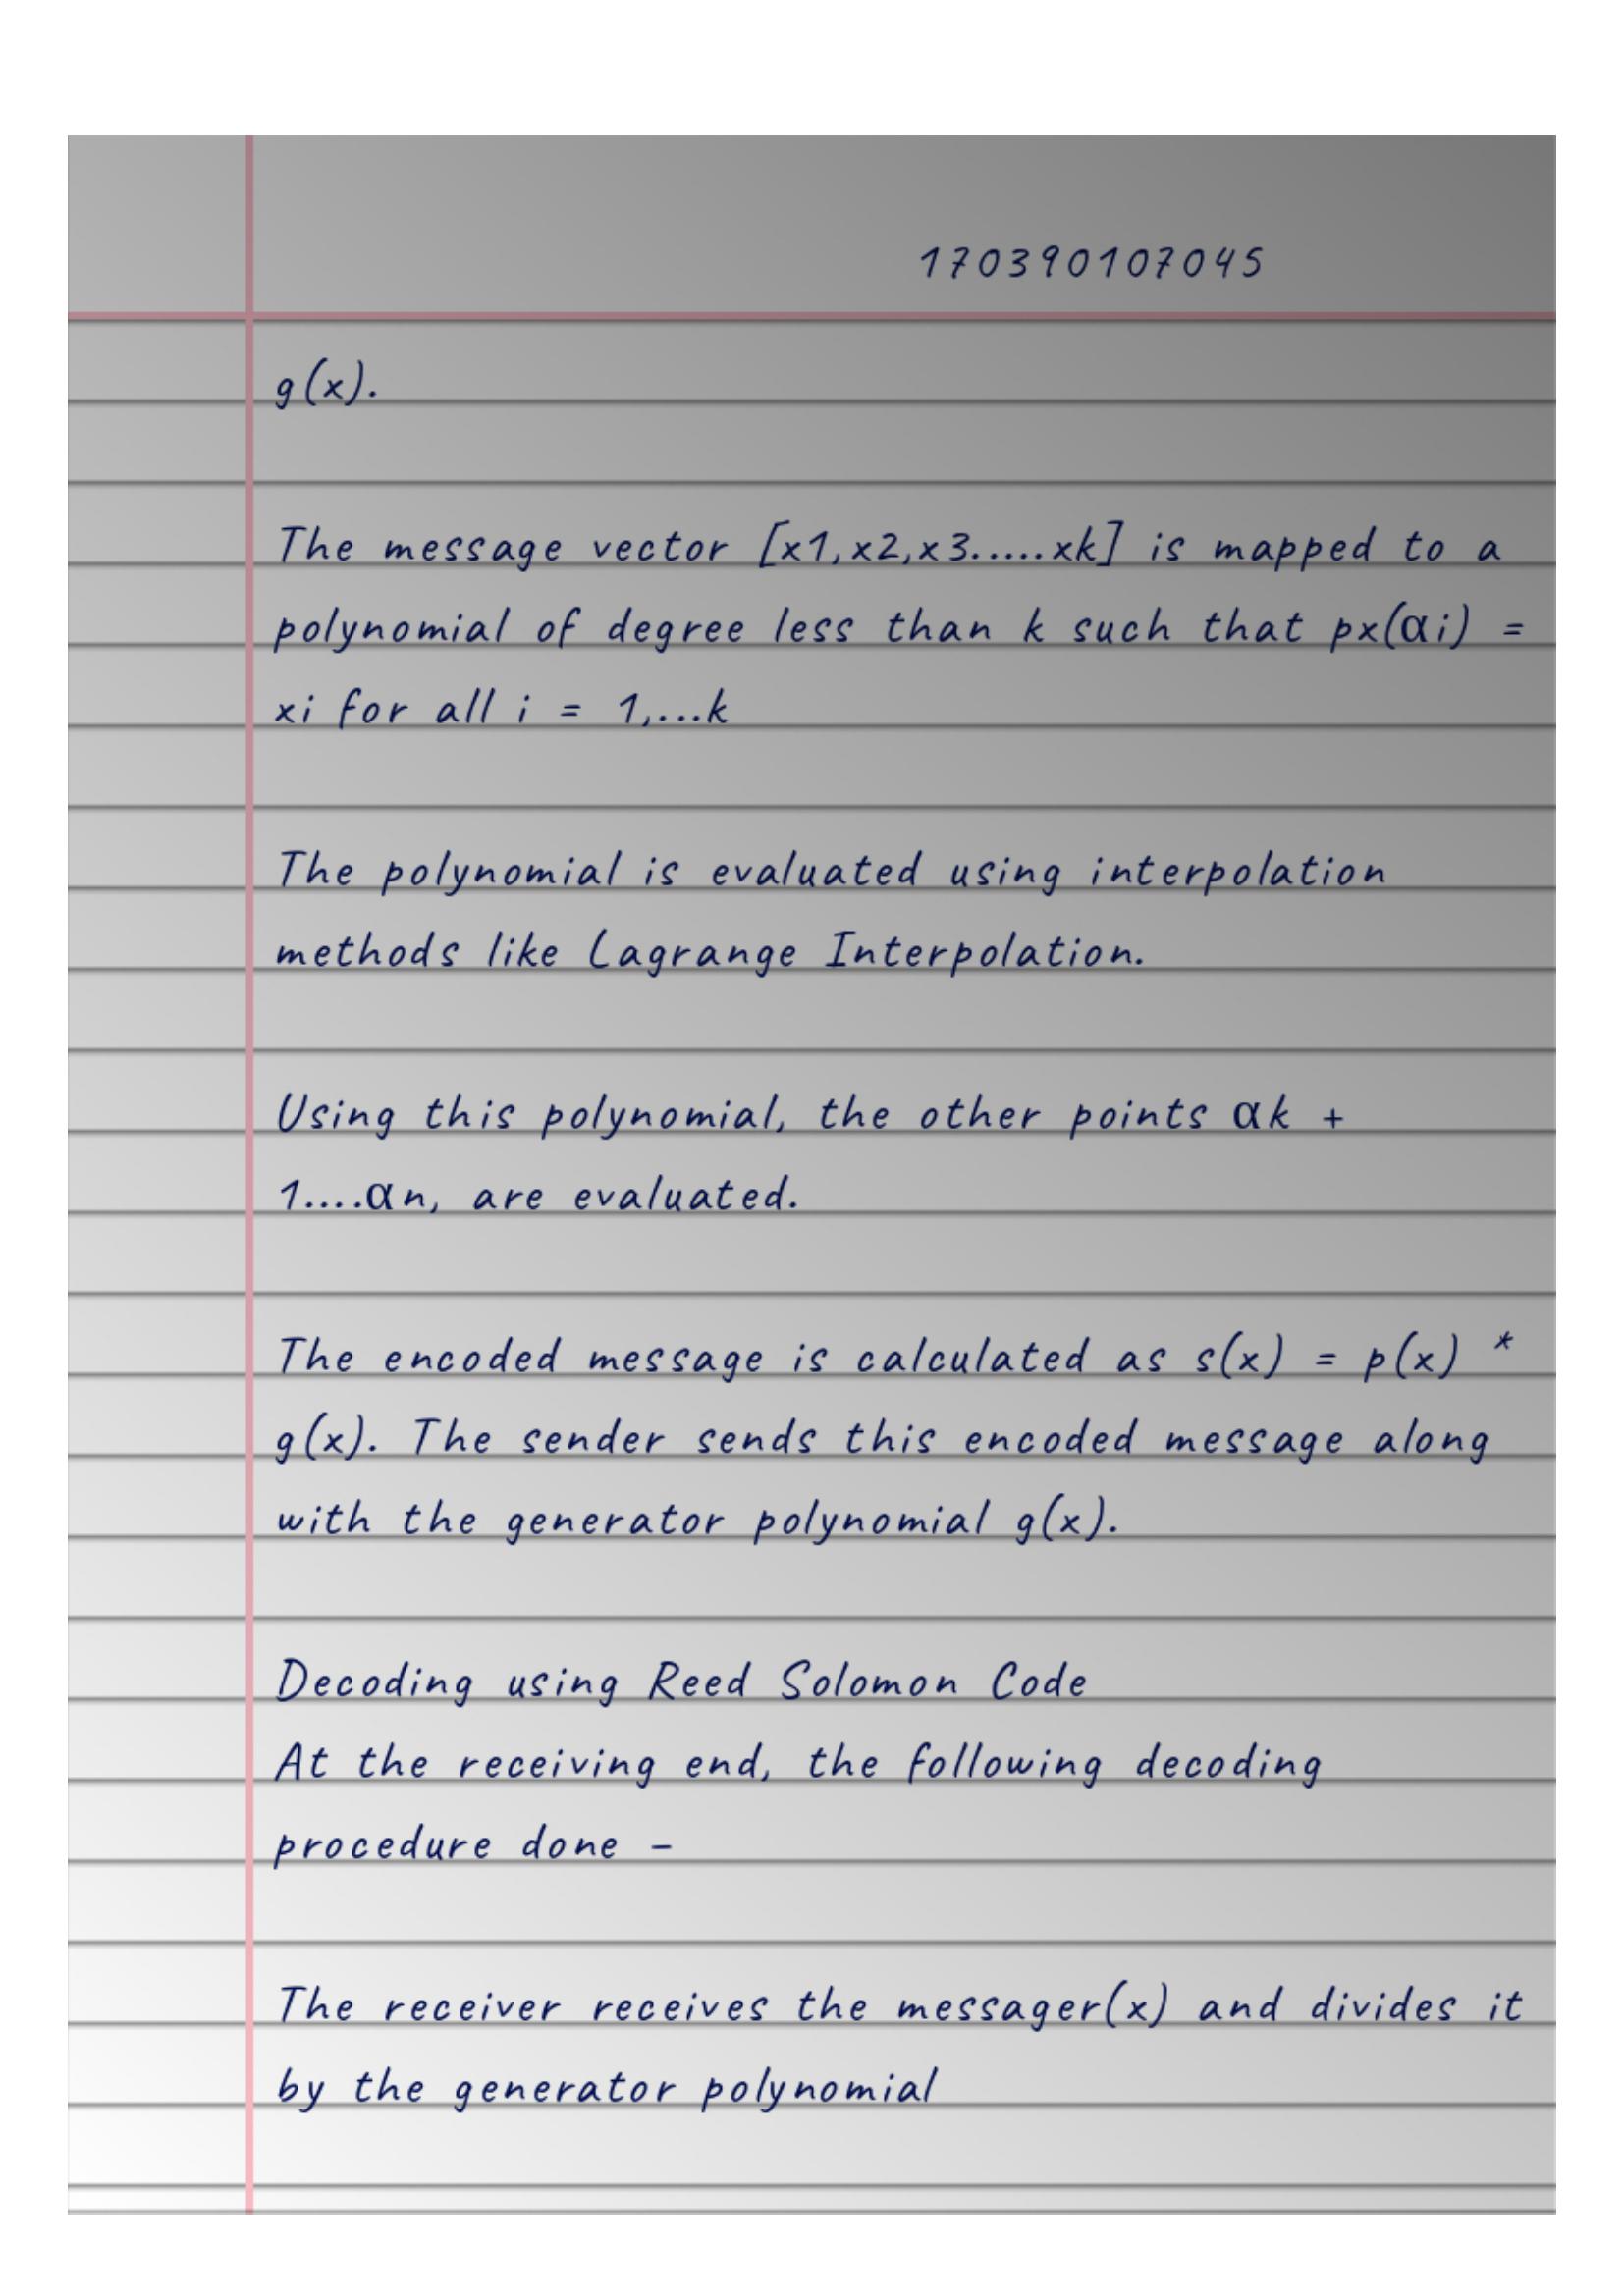 170390107045
g(x).
The message vector [x1,x2,x3.....xk] is mapped to a
polynomial of degree less than k such that px(αi) =
xi for all i = 1,...k
The polynomial is evaluated using interpolation
methods like Lagrange Interpolation.
Using this polynomial, the other points αk +
1....αn, are evaluated.
The encoded message is calculated as s(x) = p(x) *
g(x). The sender sends this encoded message along
with the generator polynomial g(x).
Decoding using Reed Solomon Code
At the receiving end, the following decoding
procedure done –
The receiver receives the messager(x) and divides it
by the generator polynomial